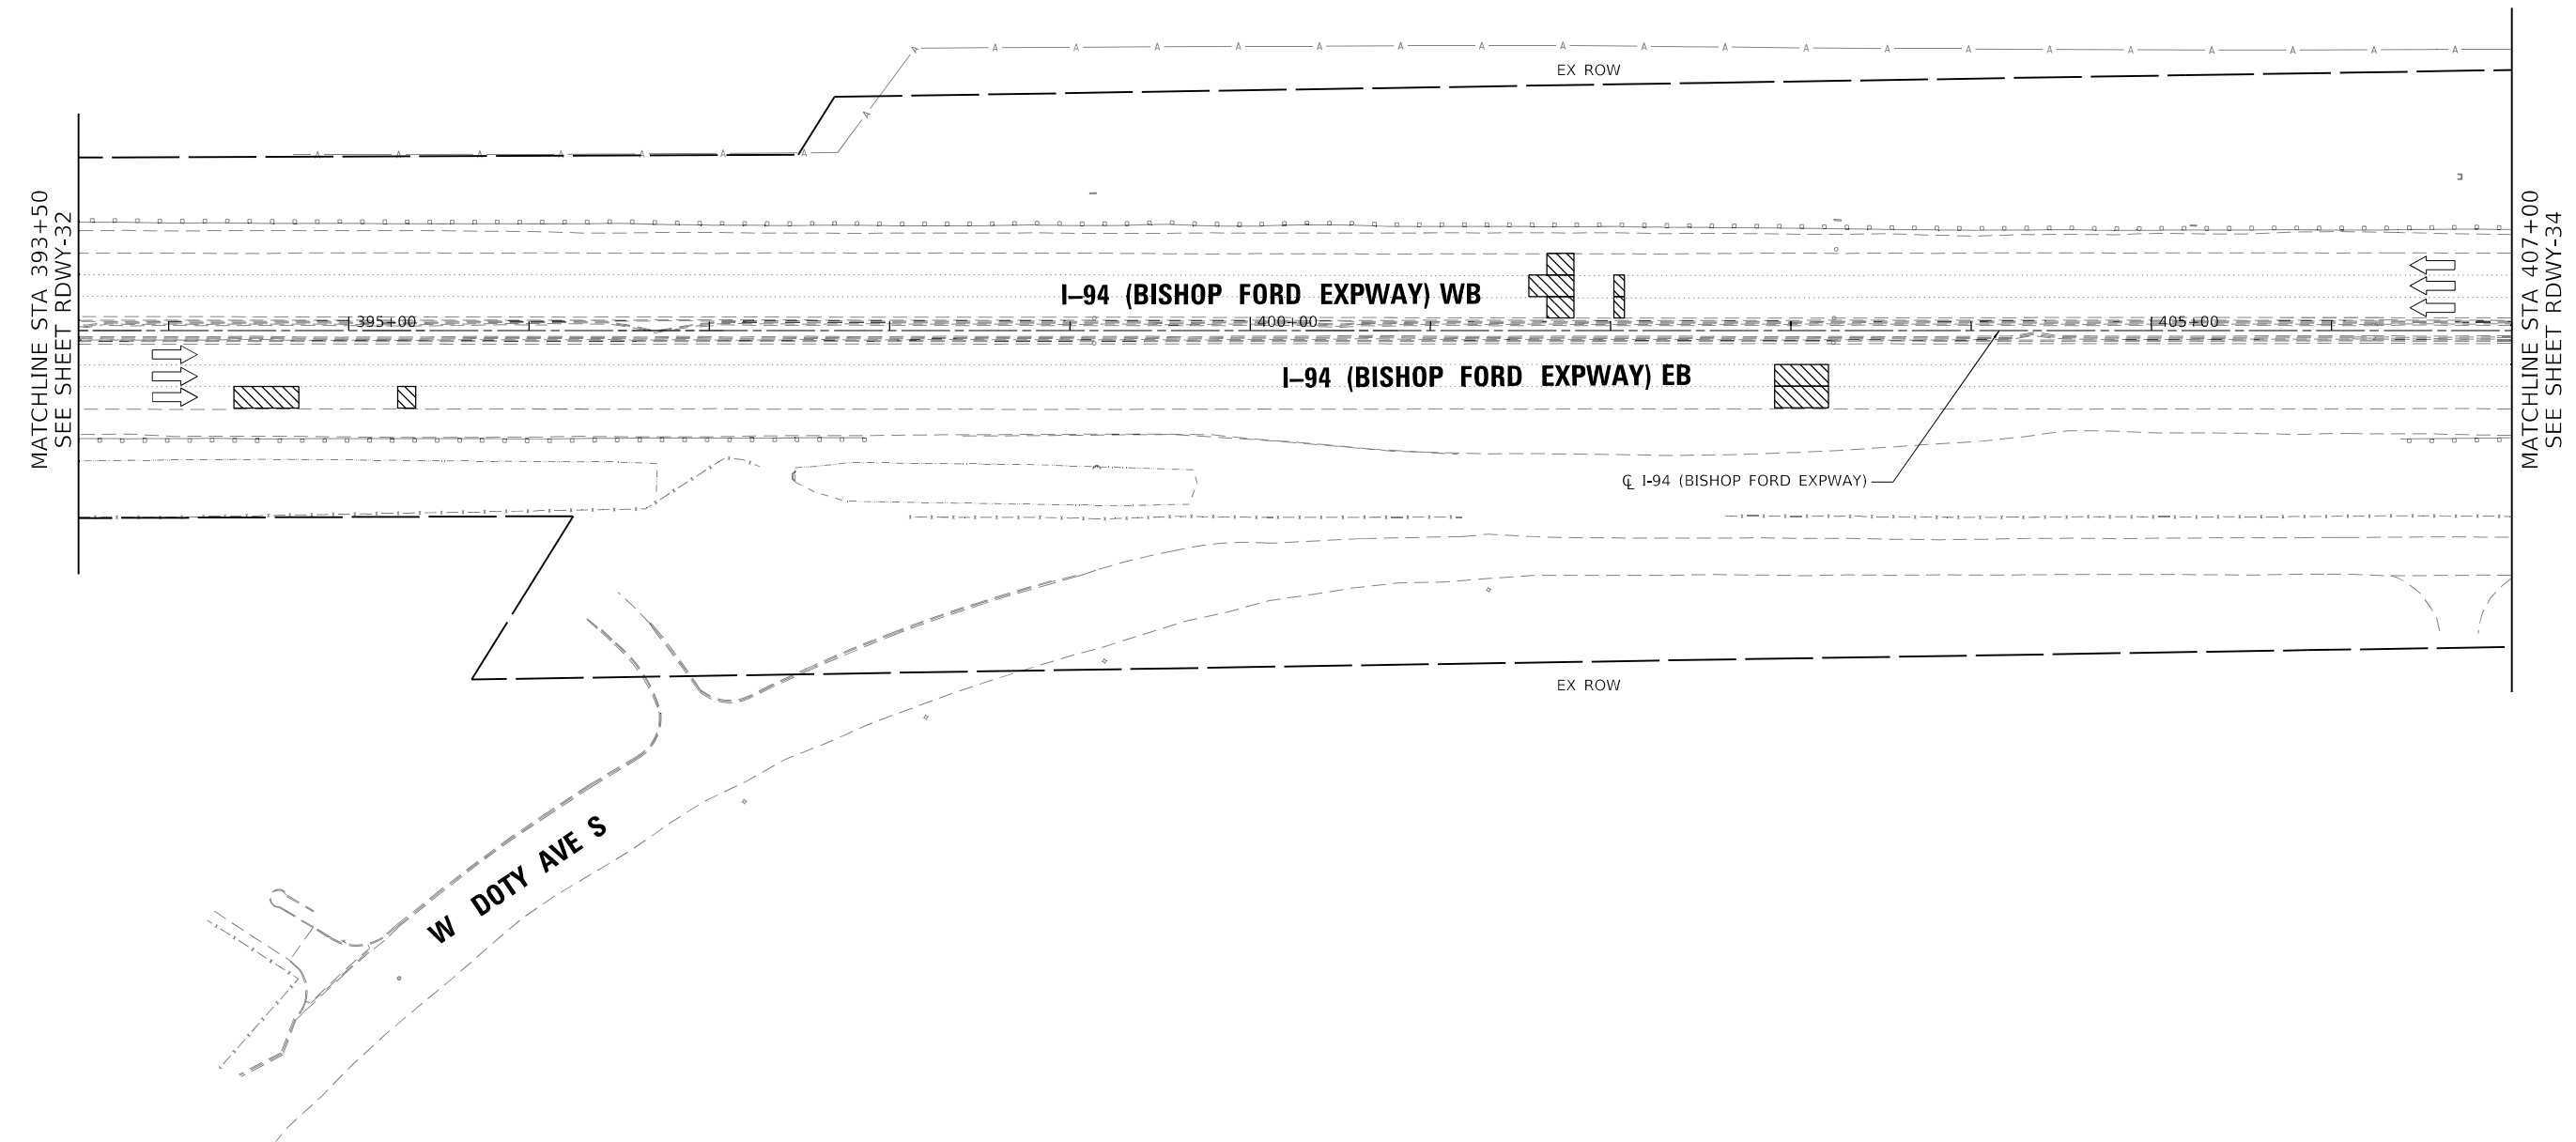 EX ROW
MATCHLINE STA 393+50
SEE SHEET RDWY-32
MATCHLINE STA 407+00
SEE SHEET RDWY-34
I–94 (BISHOP FORD EXPWAY) WB
395+00
400+00
405+00
I–94 (BISHOP FORD EXPWAY) EB
℄ I-94 (BISHOP FORD EXPWAY)
EX ROW
W DOTY AVE S